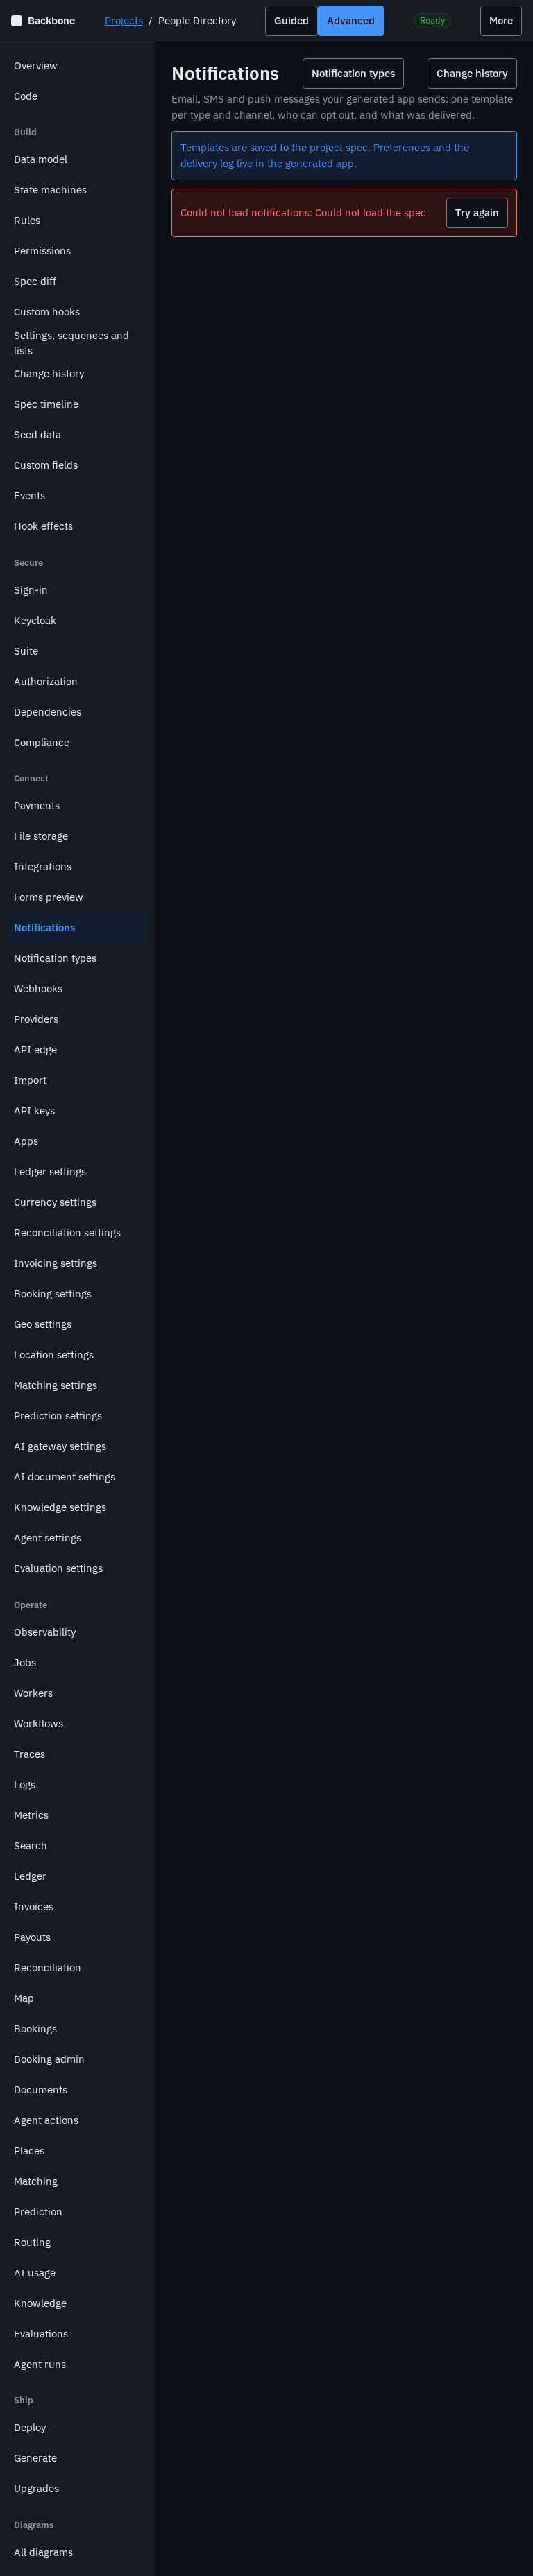 Backbone
Projects / People Directory
Guided
Advanced
Ready
More
Overview
Code
Build
Data model
State machines
Rules
Permissions
Spec diff
Custom hooks
Settings, sequences and
lists
Change history
Spec timeline
Seed data
Custom fields
Events
Hook effects
Secure
Sign-in
Keycloak
Suite
Authorization
Dependencies
Compliance
Connect
Payments
File storage
Integrations
Forms preview
Notifications
Notification types
Webhooks
Providers
API edge
Import
API keys
Apps
Ledger settings
Currency settings
Reconciliation settings
Invoicing settings
Booking settings
Geo settings
Location settings
Matching settings
Prediction settings
AI gateway settings
AI document settings
Knowledge settings
Agent settings
Evaluation settings
Operate
Observability
Jobs
Workers
Workflows
Traces
Logs
Metrics
Search
Ledger
Invoices
Payouts
Reconciliation
Map
Bookings
Booking admin
Documents
Agent actions
Places
Matching
Prediction
Routing
AI usage
Knowledge
Evaluations
Agent runs
Ship
Deploy
Generate
Upgrades
Diagrams
All diagrams
Notifications
Notification types
Change history
Email, SMS and push messages your generated app sends: one template
per type and channel, who can opt out, and what was delivered.
Templates are saved to the project spec. Preferences and the
delivery log live in the generated app.
Could not load notifications: Could not load the spec
Try again